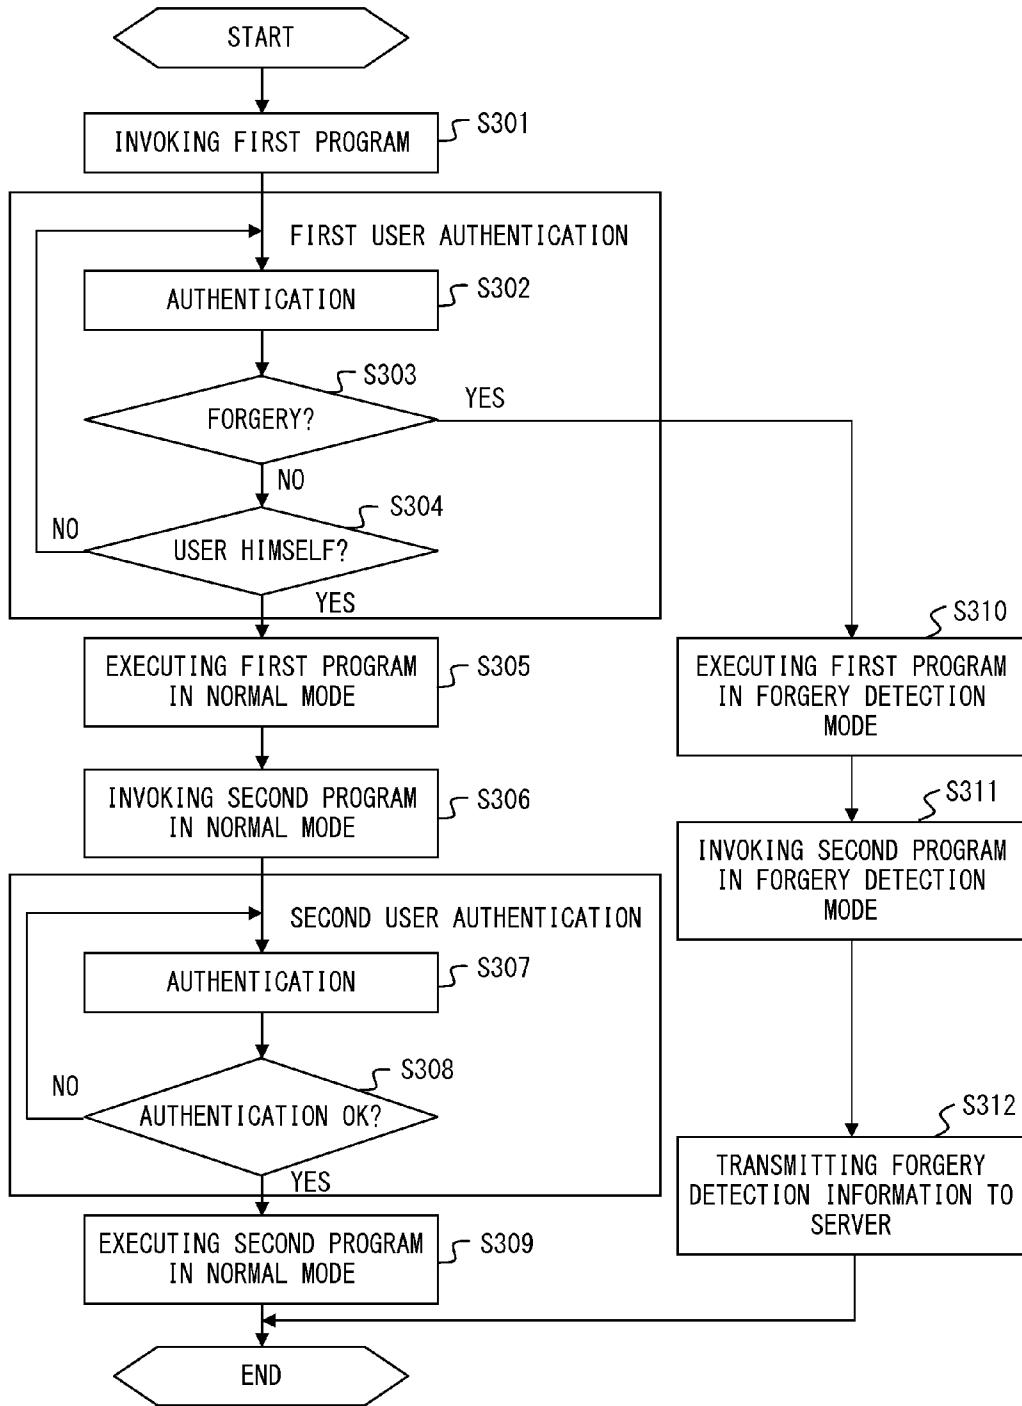 START
INVOKING FIRST PROGRAM
S301
FIRST USER AUTHENTICATION
AUTHENTICATION
S302
FORGERY?
S303
YES
NO
USER HIMSELF?
S304
NO
YES
EXECUTING FIRST PROGRAM
IN NORMAL MODE
S305
INVOKING SECOND PROGRAM
IN NORMAL MODE
S306
SECOND USER AUTHENTICATION
AUTHENTICATION
S307
AUTHENTICATION OK?
S308
NO
YES
EXECUTING SECOND PROGRAM
IN NORMAL MODE
S309
S310
EXECUTING FIRST PROGRAM
IN FORGERY DETECTION
MODE
S311
INVOKING SECOND PROGRAM
IN FORGERY DETECTION
MODE
S312
TRANSMITTING FORGERY
DETECTION INFORMATION TO
SERVER
END